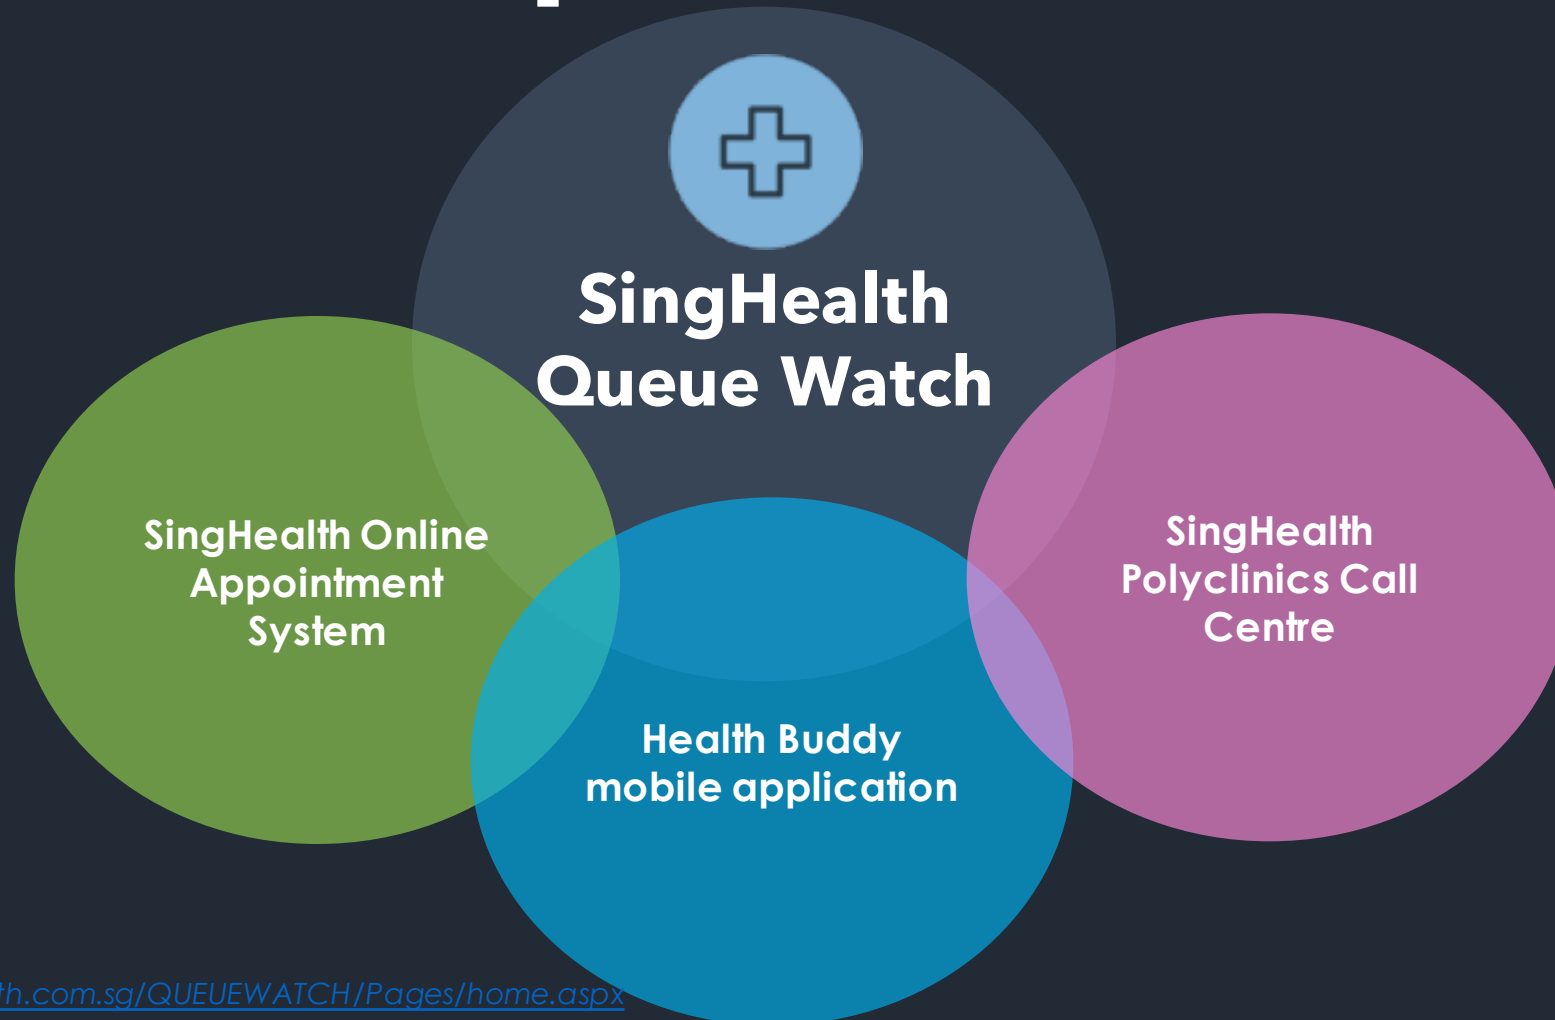 SingHealth
Queue Watch
SingHealth Online
Appointment
System
SingHealth
Polyclinics Call
Centre
Health Buddy
mobile application
th.com.sg/QUEUEWATCH/Pages/home.aspx